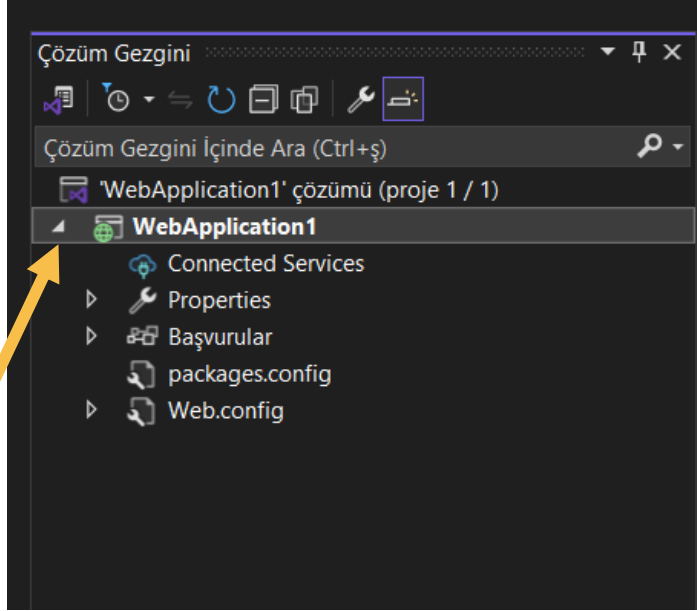 Çözüm Gezgini
Çözüm Gezgini İçinde Ara (Ctrl+ş)
'WebApplication1' çözümü (proje 1 / 1)
WebApplication1
Connected Services
Properties
Başvurular
packages.config
Web.config